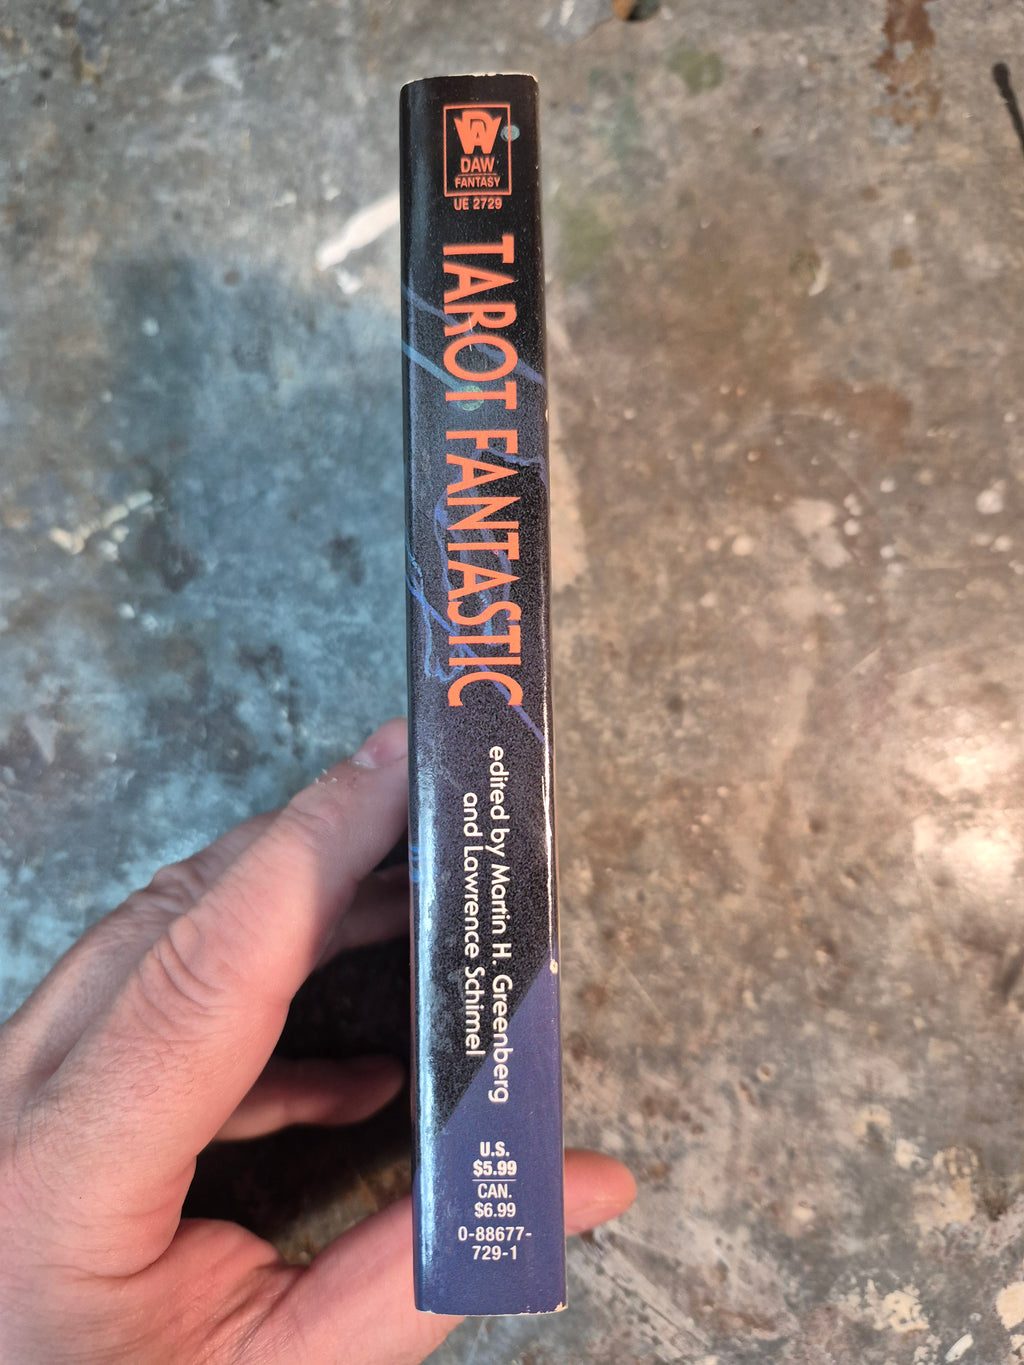 DAW
FANTASY
UE 2729
TAROT FANTASTIC
edited by Martin H. Greenberg
and Lawrence Schimel
U.S.
$5.99
CAN.
$6.99
0-88677-
729-1